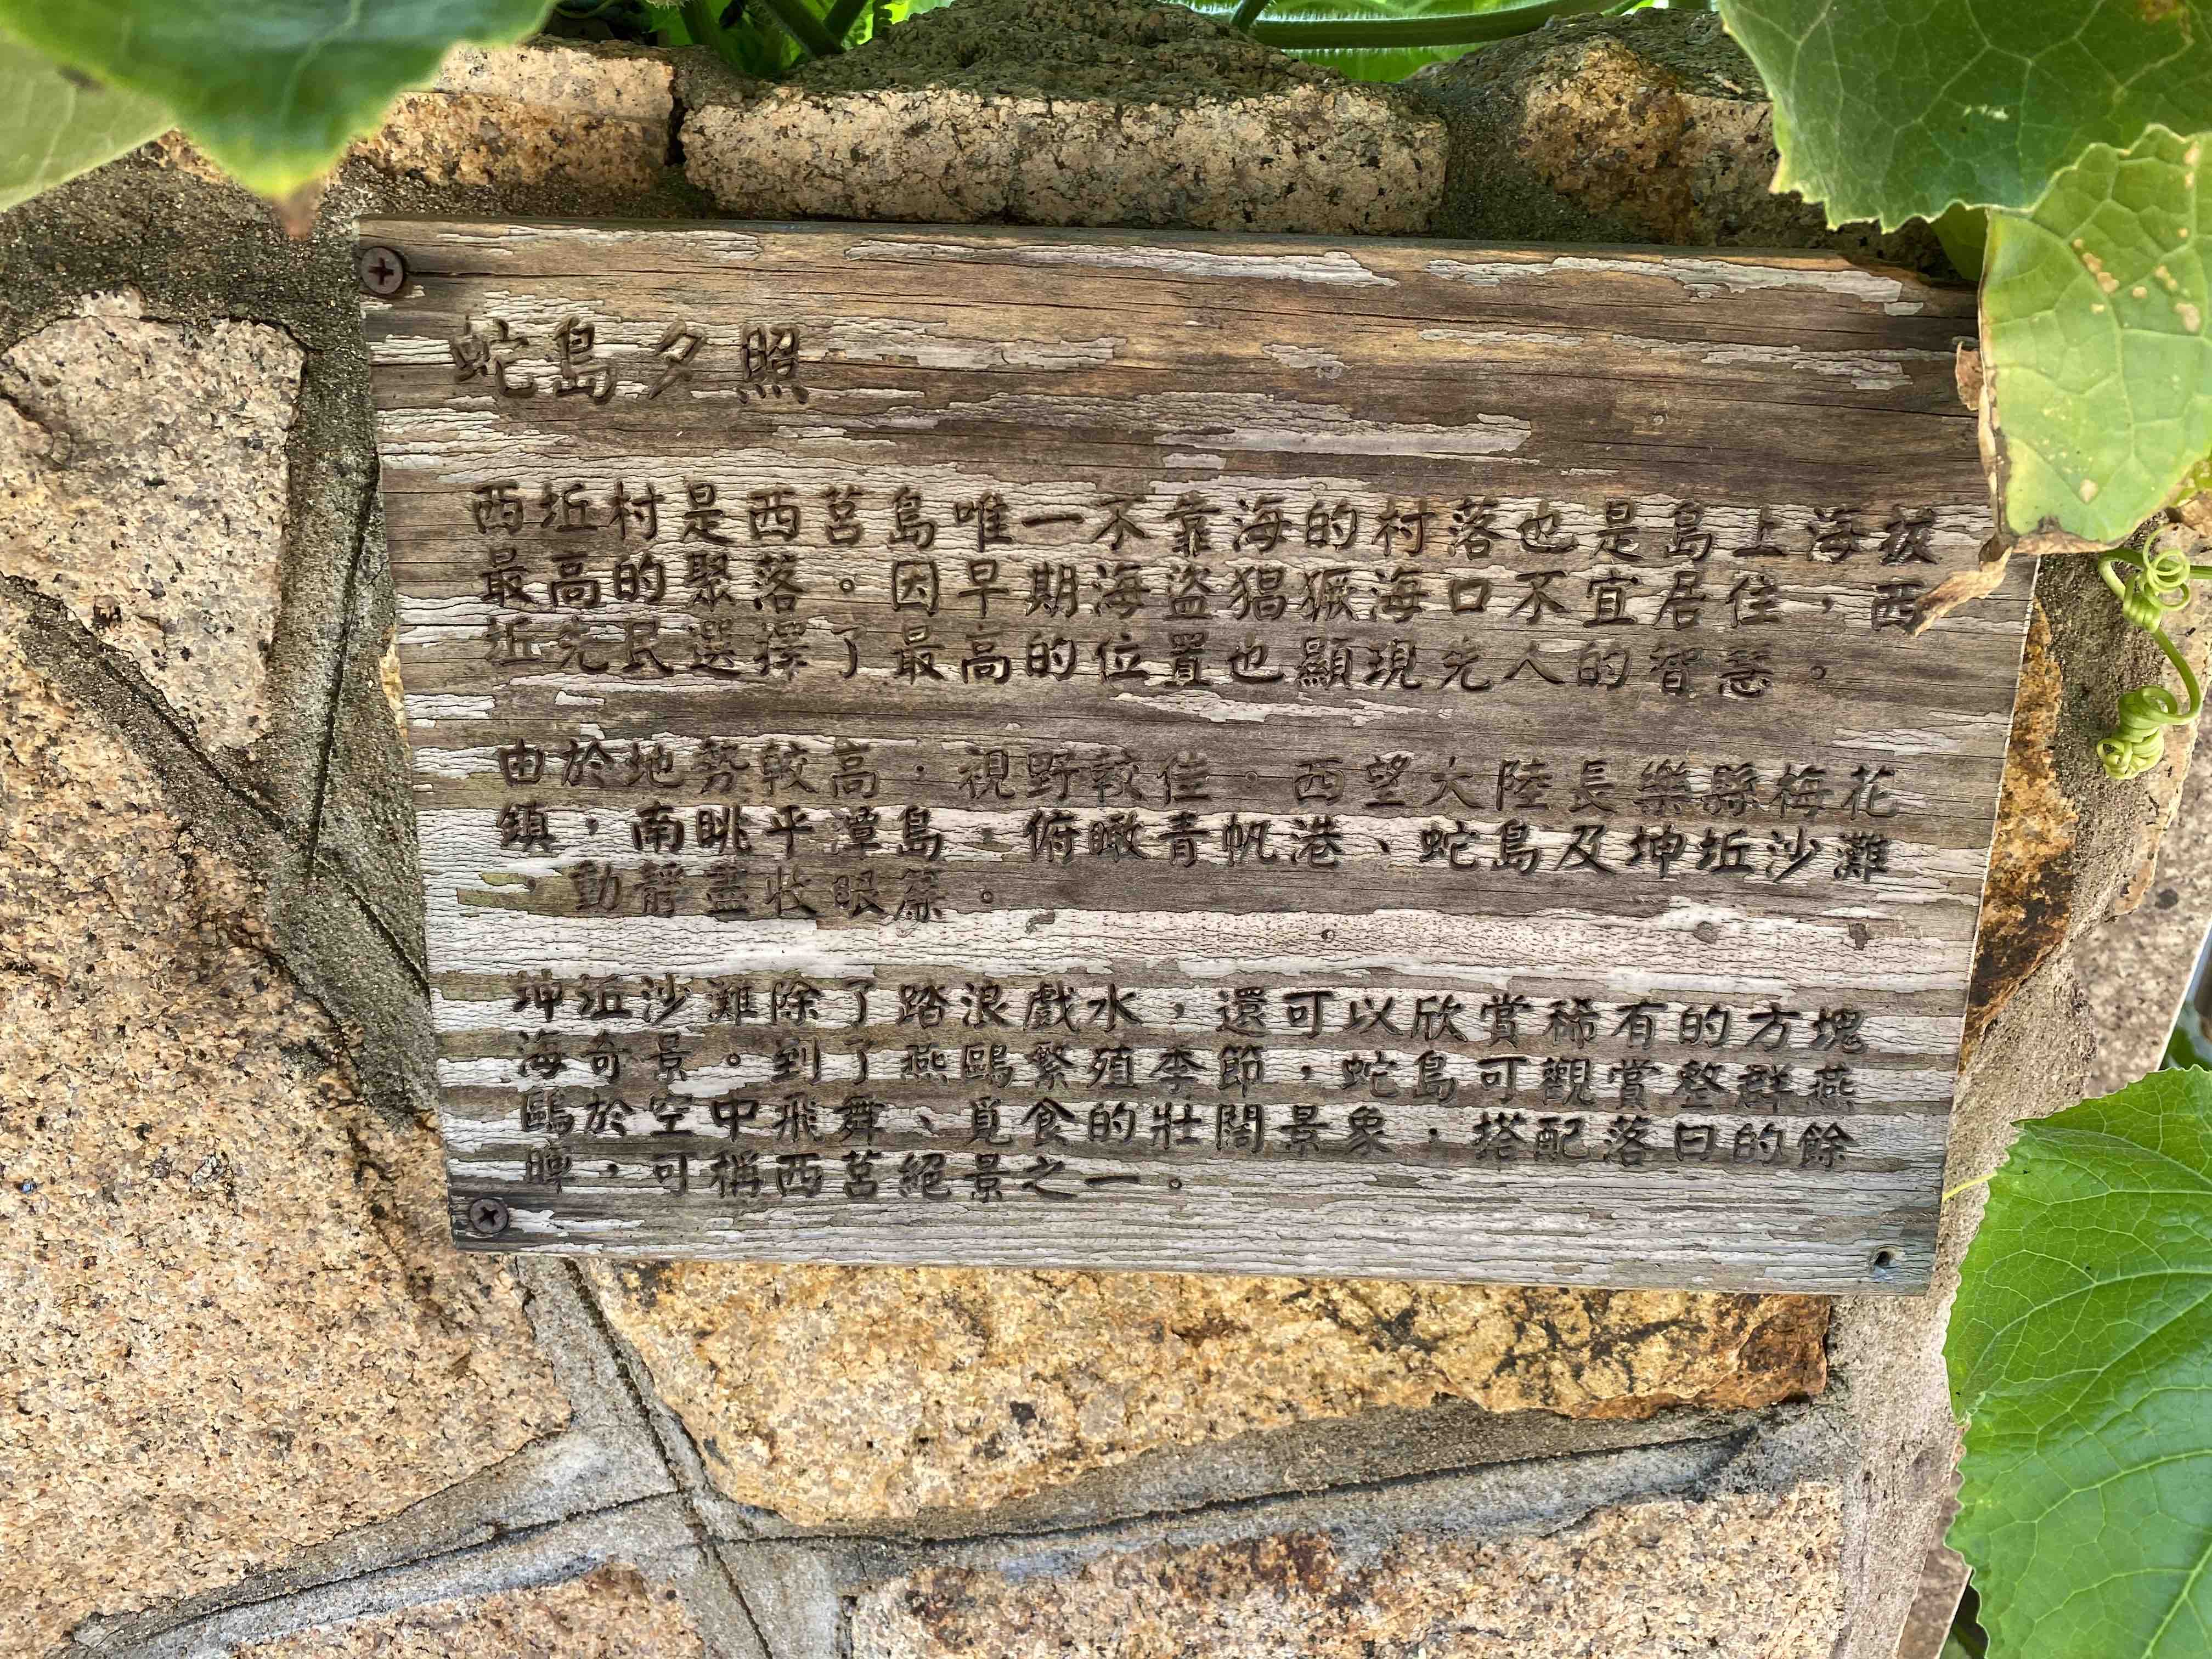 蛇島夕照
西坵村是西莒島唯一不靠海的村落也是島上海拔
最高的聚落。因早期海盜猖獗海口不宜居住，西
坵先民選擇了最高的位置也顯現先人的智慧。
由於地勢較高，視野較佳，西望大陸長樂縣梅花
鎮，南眺平潭島，俯瞰青帆港、蛇島及坤坵沙灘
，動靜盡收眼簾。
坤坵沙灘除了踏浪戲水，還可以欣賞稀有的方塊
海奇景。到了燕鷗繁殖季節，蛇島可觀賞整群燕
鷗於空中飛舞、覓食的壯闊景象，搭配落日的餘
暉，可稱西莒絕景之一。